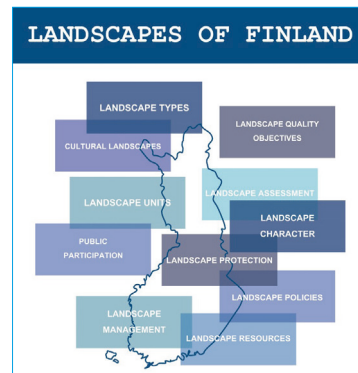 LANDSCAPES OF FINLAND
LANDSCAPE TYPES
LANDSCAPE QUALITY
OBJECTIVES
CULTURAL LANDSCAPES
LANDSCAPE ASSESSMENT
LANDSCAPE UNITS
LANDSCAPE
CHARACTER
PUBLIC
PARTICIPATION
LANDSCAPE PROTECTION
LANDSCAPE POLICIES
LANDSCAPE
MANAGEMENT
LANDSCAPE RESOURCES